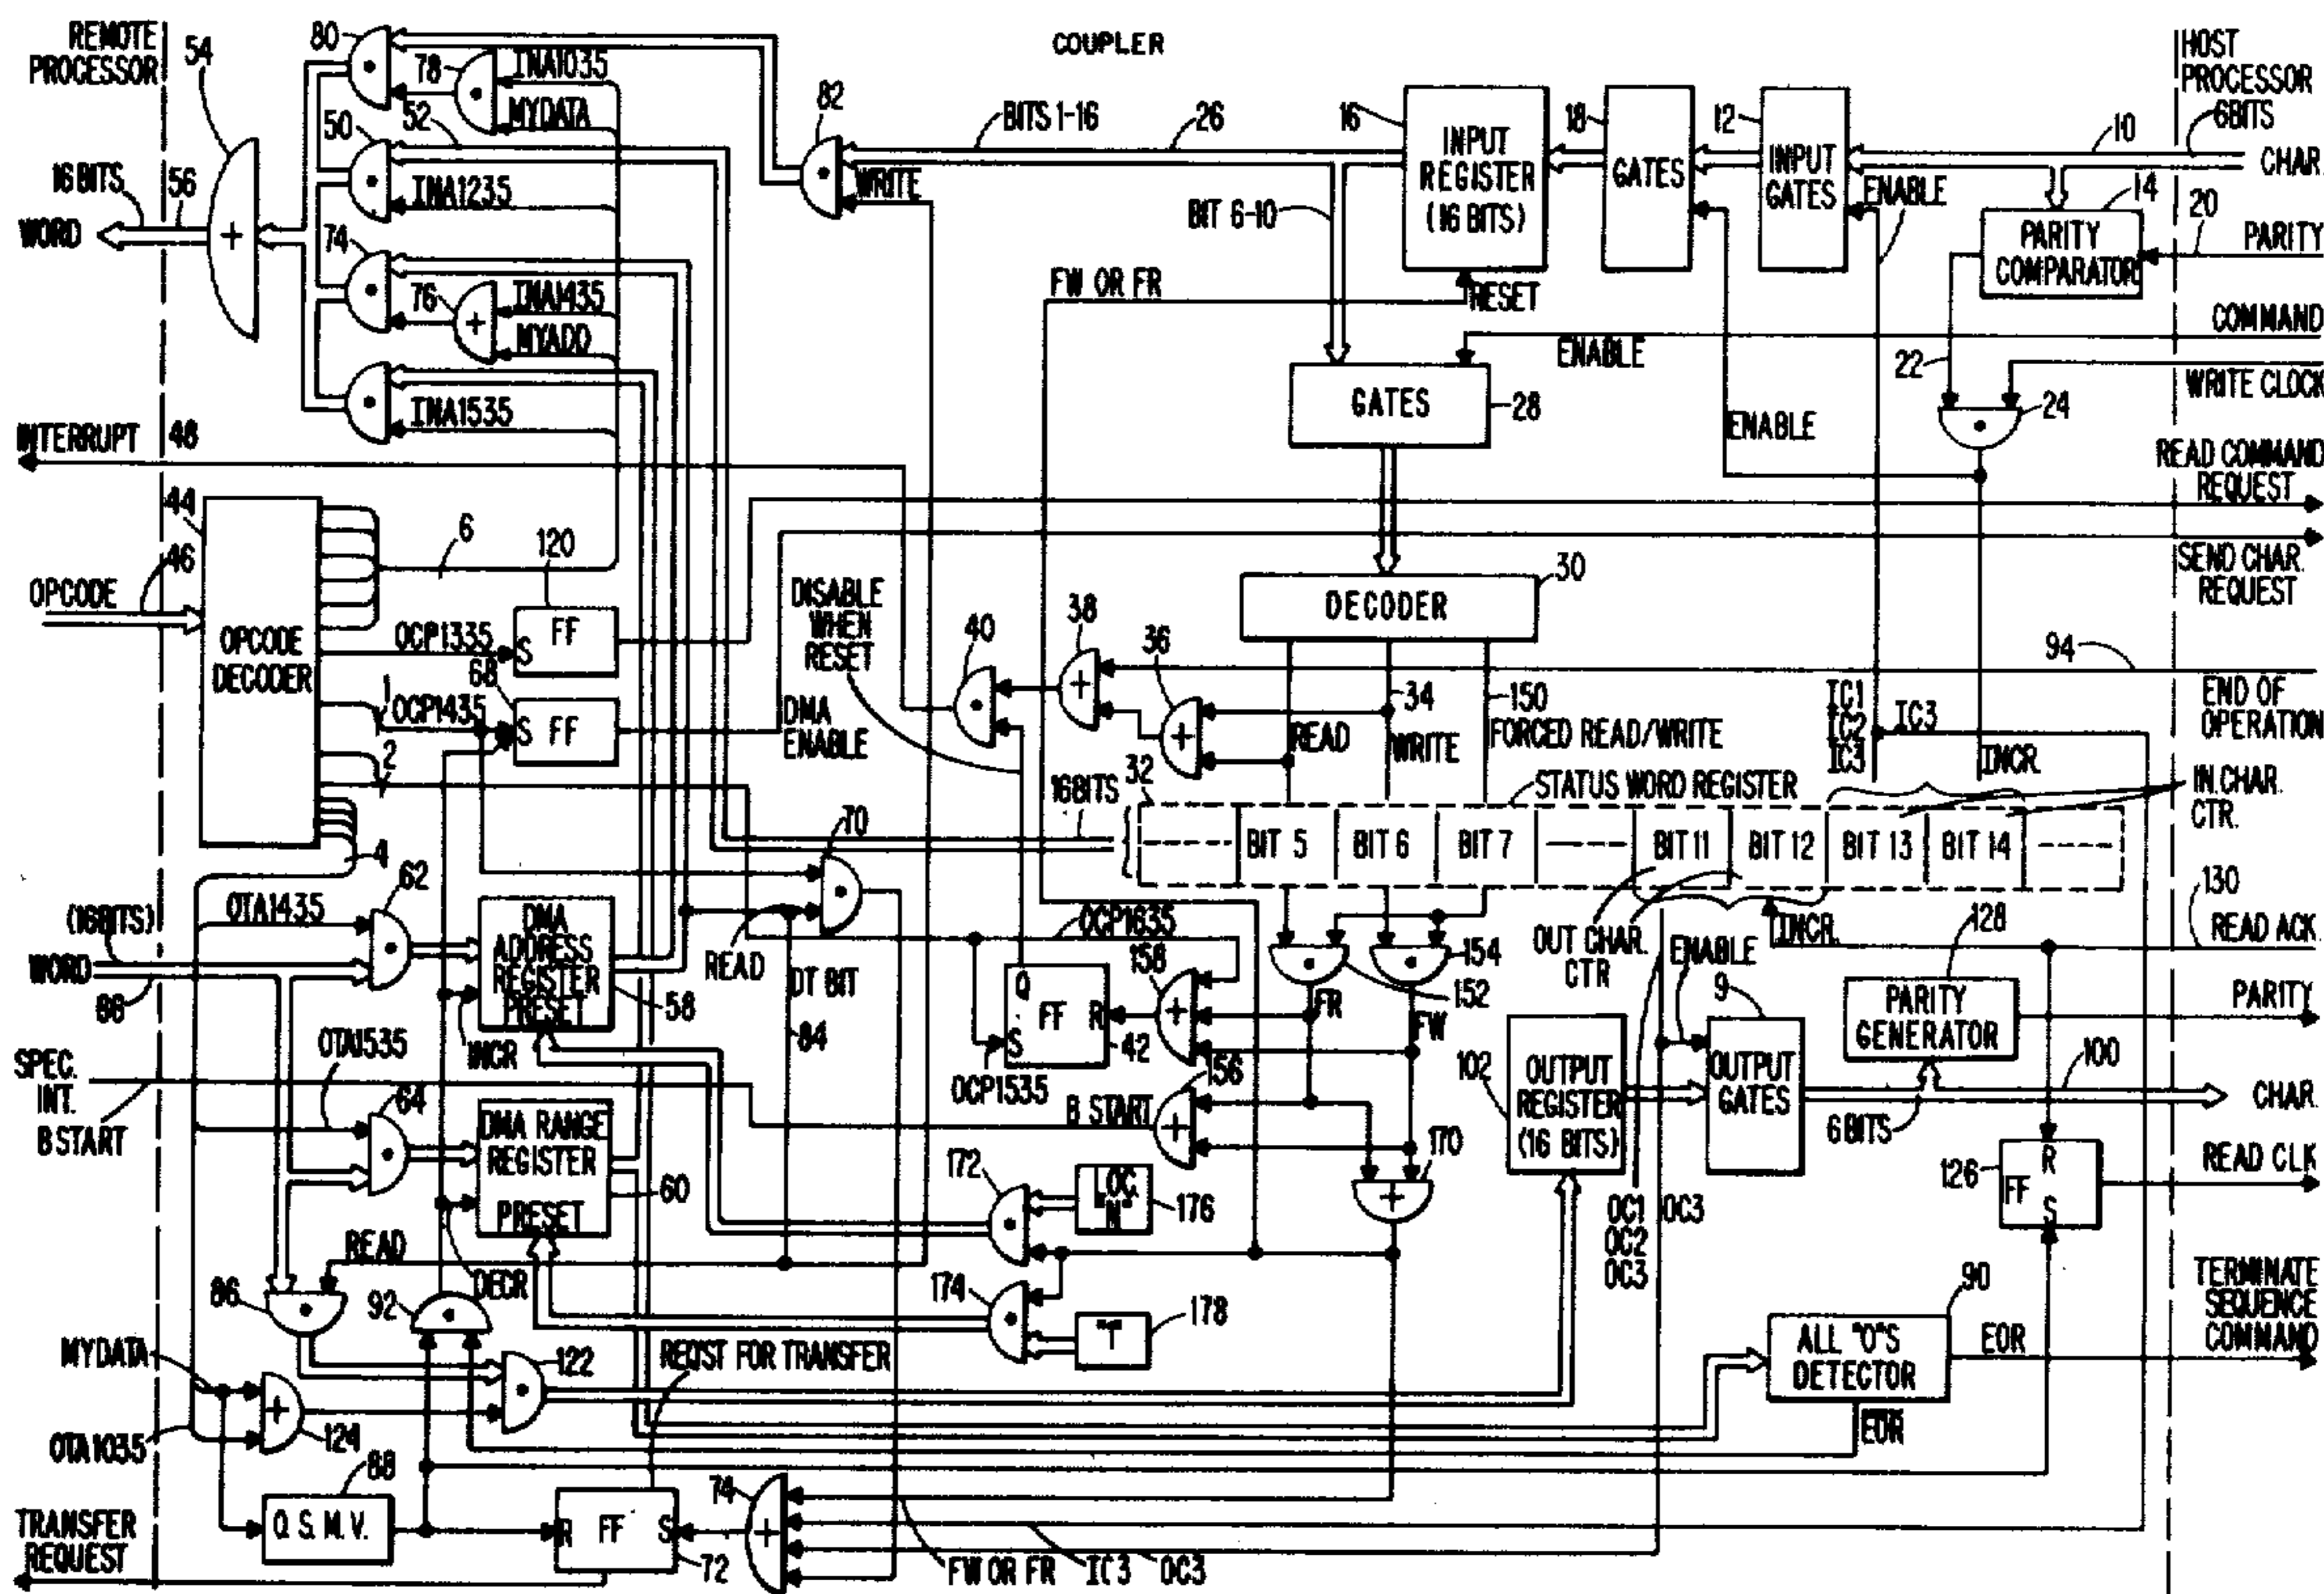 REMOTE
PROCESSOR
54
80
78
INA1035
MYDATA
50
52
INA1235
74
76
INA1435
MYADD
INA1535
16 BITS
56
WORD
+
COUPLER
82
WRITE
BITS 1-16
26
16
INPUT
REGISTER
(16 BITS)
RESET
FW OR FR
BIT 6-10
18
GATES
12
INPUT
GATES
ENABLE
HOST
PROCESSOR
6BITS
10
CHAR.
14
PARITY
COMPARATOR
20
PARITY
COMMAND
ENABLE
22
WRITE CLOCK
24
GATES
28
ENABLE
INTERRUPT
48
READ COMMAND
REQUEST
SEND CHAR.
REQUEST
44
46
OPCODE
OPCODE
DECODER
6
120
OCP1335
S FF
68
1
OCP1435
S FF
2
4
DMA
ENABLE
DISABLE
WHEN
RESET
40
38
36
DECODER
30
34
150
READ
WRITE
FORCED READ/WRITE
94
END OF
OPERATION
IC1
IC2
IC3
IC3
INCR.
16BITS
32
STATUS WORD REGISTER
IN. CHAR.
CTR.
BIT 5
BIT 6
BIT 7
BIT 11
BIT 12
BIT 13
BIT 14
70
62
OTA1435
(16BITS)
WORD
86
DMA
ADDRESS
REGISTER
PRESET
58
INCR
READ
DT BIT
84
OCP1635
Q
FF R
S
42
OCP1535
158
FR
152
154
FW
OUT CHAR.
CTR
ENABLE
INCR.
9
OUTPUT
GATES
128
PARITY
GENERATOR
130
READ ACK.
PARITY
100
CHAR.
6BITS
102
OUTPUT
REGISTER
(16 BITS)
SPEC.
INT.
B START
OTA1535
64
DMA RANGE
REGISTER
PRESET
60
B START
156
170
172
LOC.
"N"
176
174
"1"
178
OC1
OC2
OC3
OC3
126
R
FF
S
READ CLK
READ
86
92
DECR
MYDATA
122
124
OTA1035
REQ'ST FOR TRANSFER
90
ALL "0"S
DETECTOR
EOR
EOR
TERMINATE
SEQUENCE
COMMAND
88
O.S.M.V.
R FF S
72
74
FW OR FR
IC3
OC3
TRANSFER
REQUEST